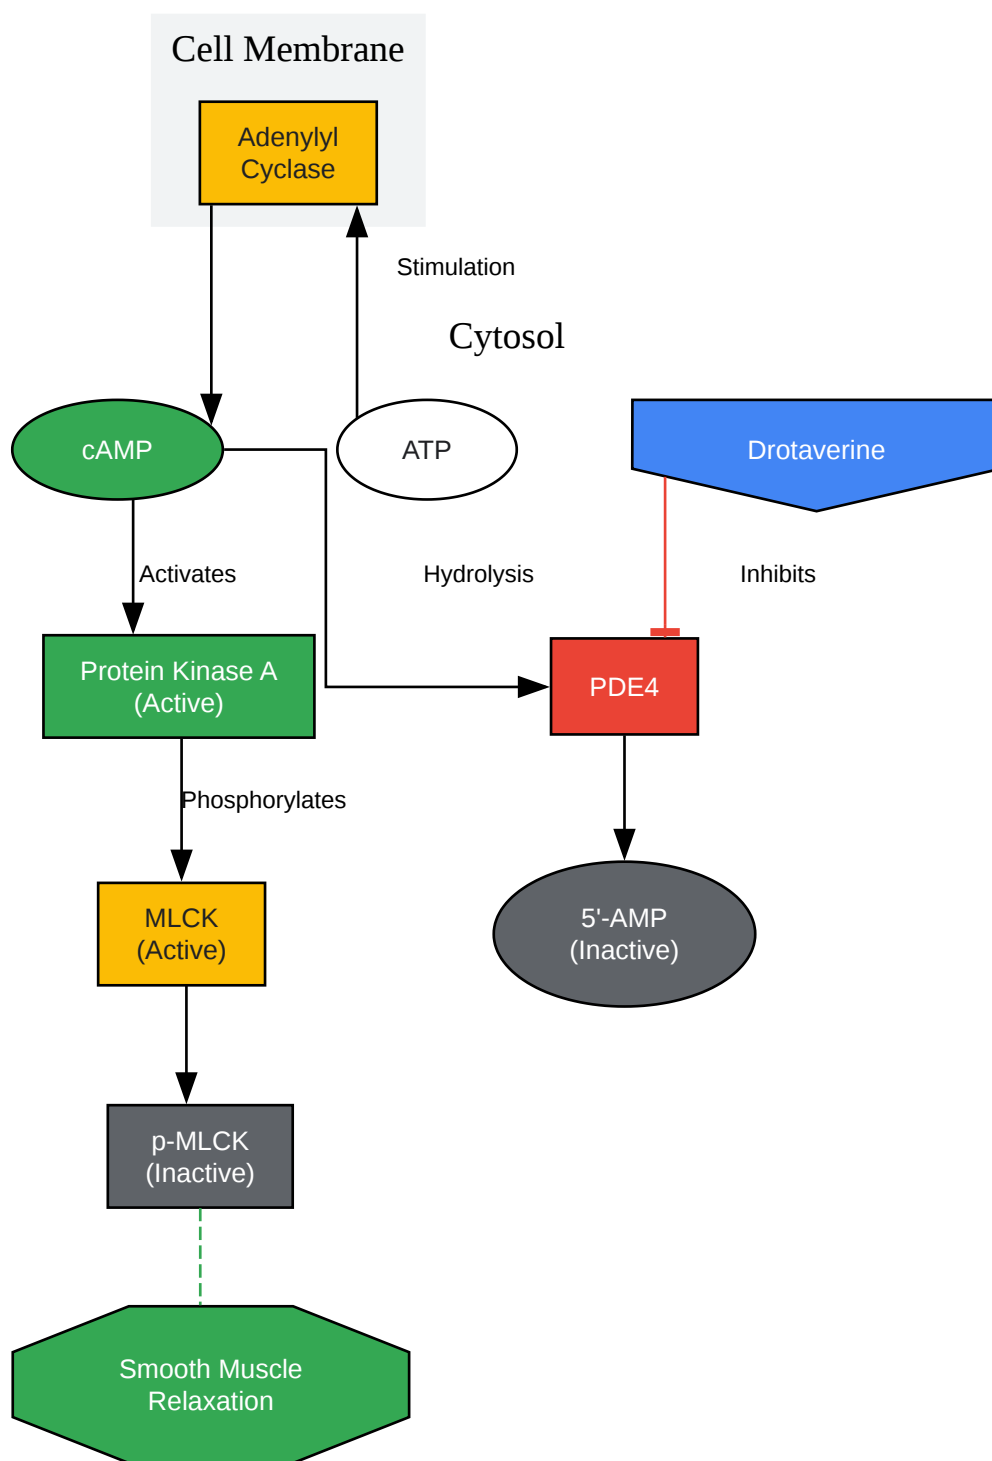 Cell Membrane
Adenylyl
Cyclase
Stimulation
Cytosol
cAMP
ATP
Drotaverine
Activates
Hydrolysis
Inhibits
Protein Kinase A
(Active)
PDE4
Phosphorylates
MLCK
(Active)
5'-AMP
(Inactive)
p-MLCK
(Inactive)
Smooth Muscle
Relaxation